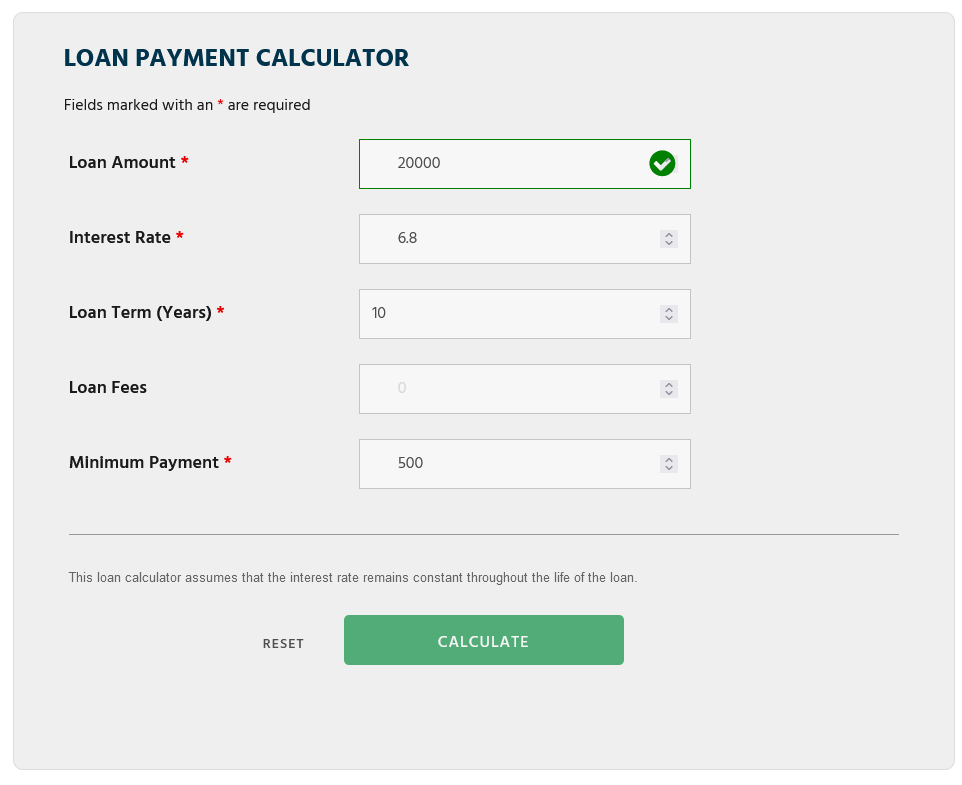 LOAN PAYMENT CALCULATOR
Fields marked with an * are required
Loan Amount * 20000
Interest Rate * 6.8
Loan Term (Years) * 10
Loan Fees 0
Minimum Payment * 500
This loan calculator assumes that the interest rate remains constant throughout the life of the loan.
RESET CALCULATE